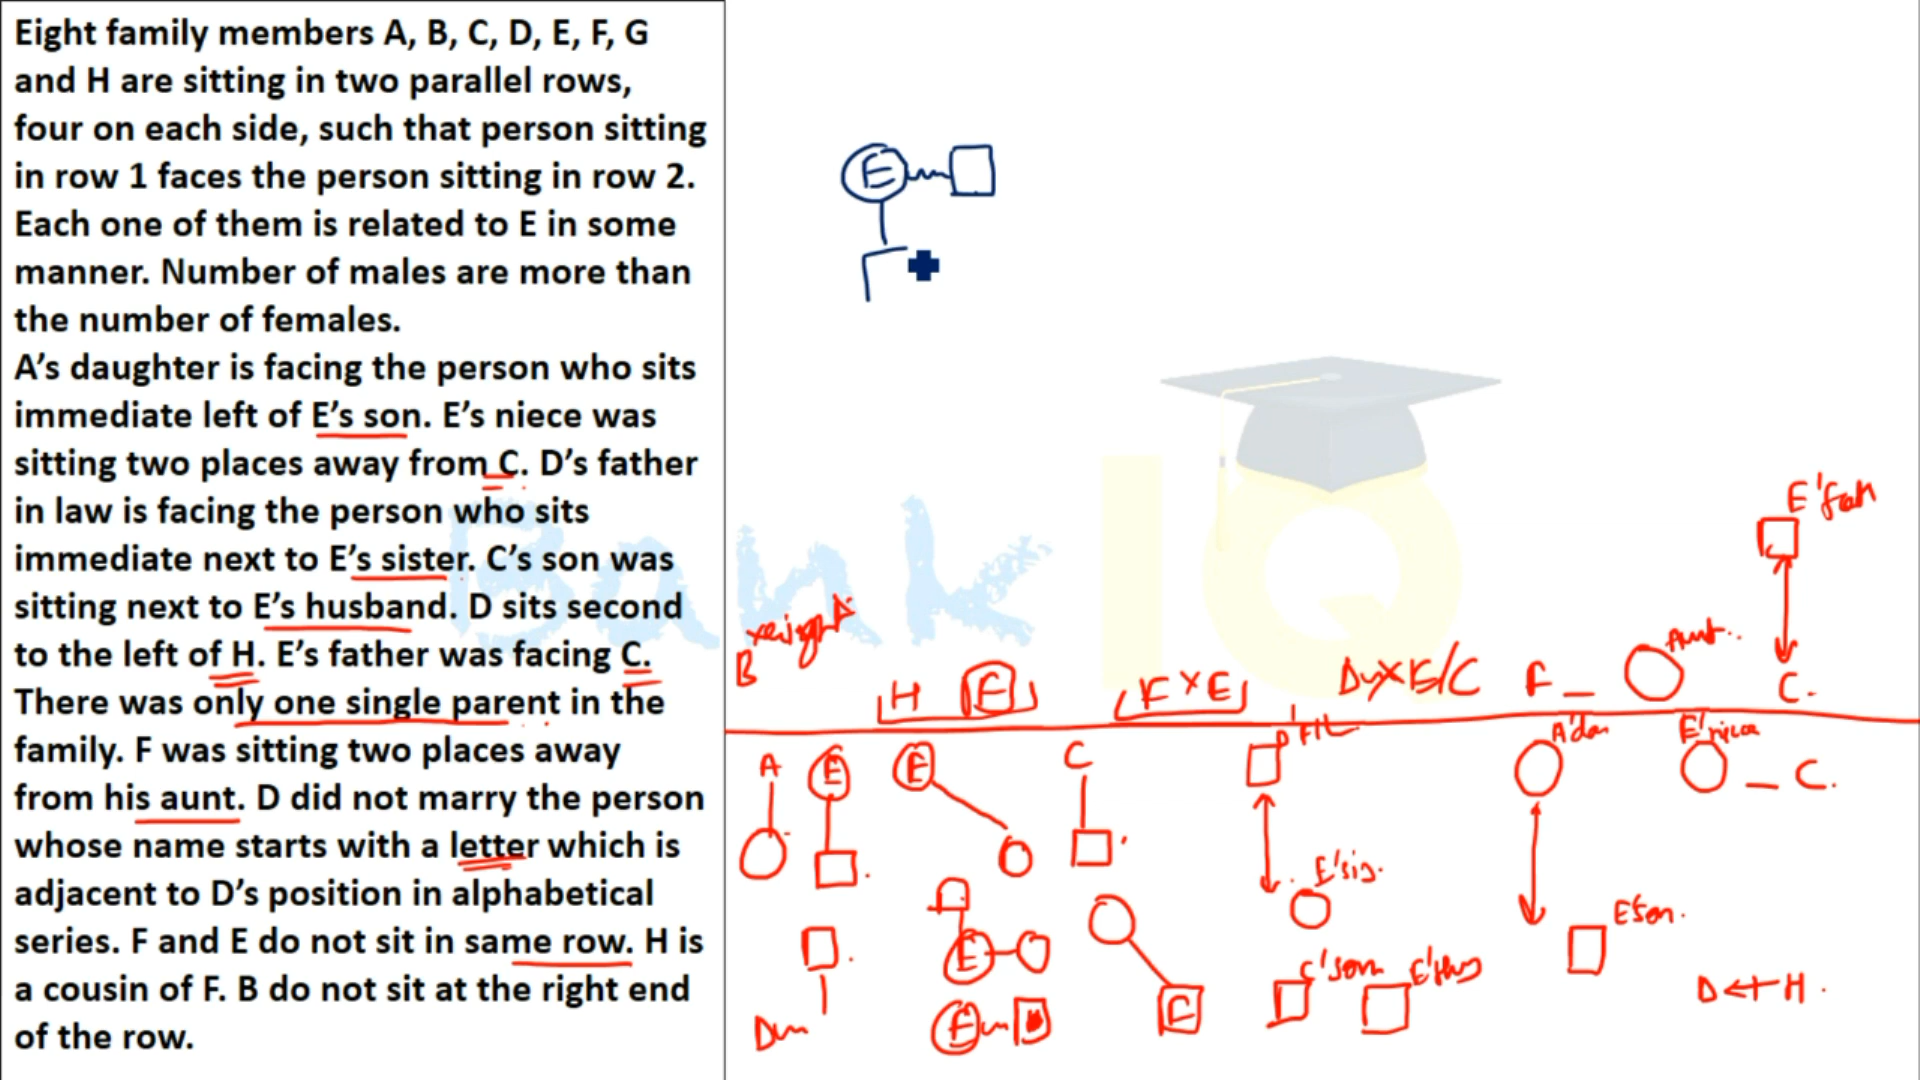 Eight family members A, B, C, D, E, F, G
and H are sitting in two parallel rows,
four on each side, such that person sitting
in row 1 faces the person sitting in row 2.
Each one of them is related to E in some
manner. Number of males are more than
the number of females.
A’s daughter is facing the person who sits
immediate left of E’s son. E’s niece was
sitting two places away from C. D’s father
in law is facing the person who sits
immediate next to E’s sister. C’s son was
sitting next to E’s husband. D sits second
to the left of H. E’s father was facing C.
There was only one single parent in the
family. F was sitting two places away
from his aunt. D did not marry the person
whose name starts with a letter which is
adjacent to D’s position in alphabetical
series. F and E do not sit in same row. H is
a cousin of F. B do not sit at the right end
of the row.
E
BankIQ
B
H F
F X E
E/C
F _ Aunt..
C.
A E E C
E'niece
_ C.
E'sis.
E'son.
E
C'son E'hus
F
D H.